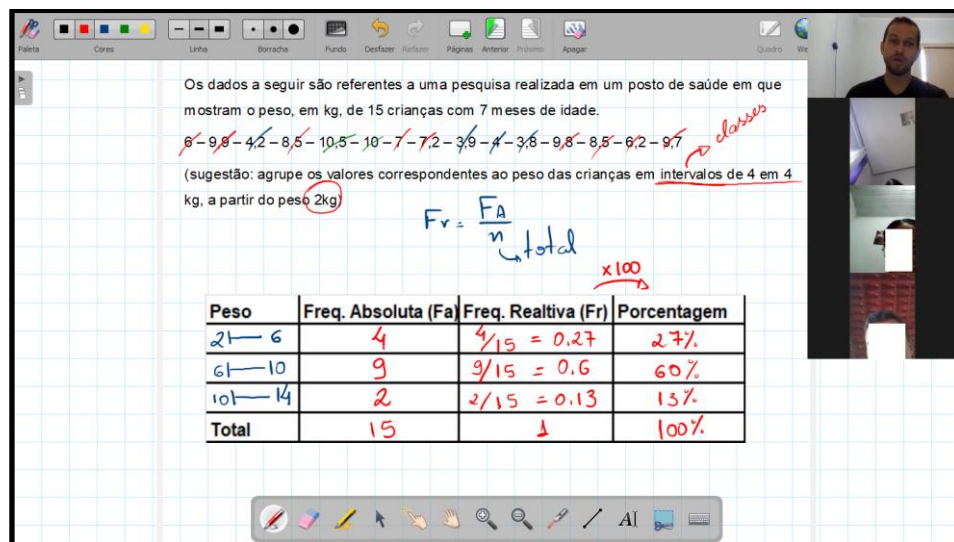 Paleta Cores Linha Borracha Fundo Desfazer Refazer Páginas Anterior Próximo Apagar Quadro We
Os dados a seguir são referentes a uma pesquisa realizada em um posto de saúde em que
mostram o peso, em kg, de 15 crianças com 7 meses de idade.
classes
6 – 9,9 – 4,2 – 8,5 – 10,5 – 10 – 7 – 7,2 – 3,9 – 4 – 3,8 – 9,8 – 8,5 – 6,2 – 9,7
(sugestão: agrupe os valores correspondentes ao peso das crianças em intervalos de 4 em 4
kg, a partir do peso 2kg)
Fr = FA/n
total
x100
Peso Freq. Absoluta (Fa) Freq. Realtiva (Fr) Porcentagem
2 ⊢ 6 4 4/15 = 0.27 27%
6 ⊢ 10 9 9/15 = 0.6 60%
10 ⊢ 14 2 2/15 = 0.13 13%
Total 15 1 100%
AI